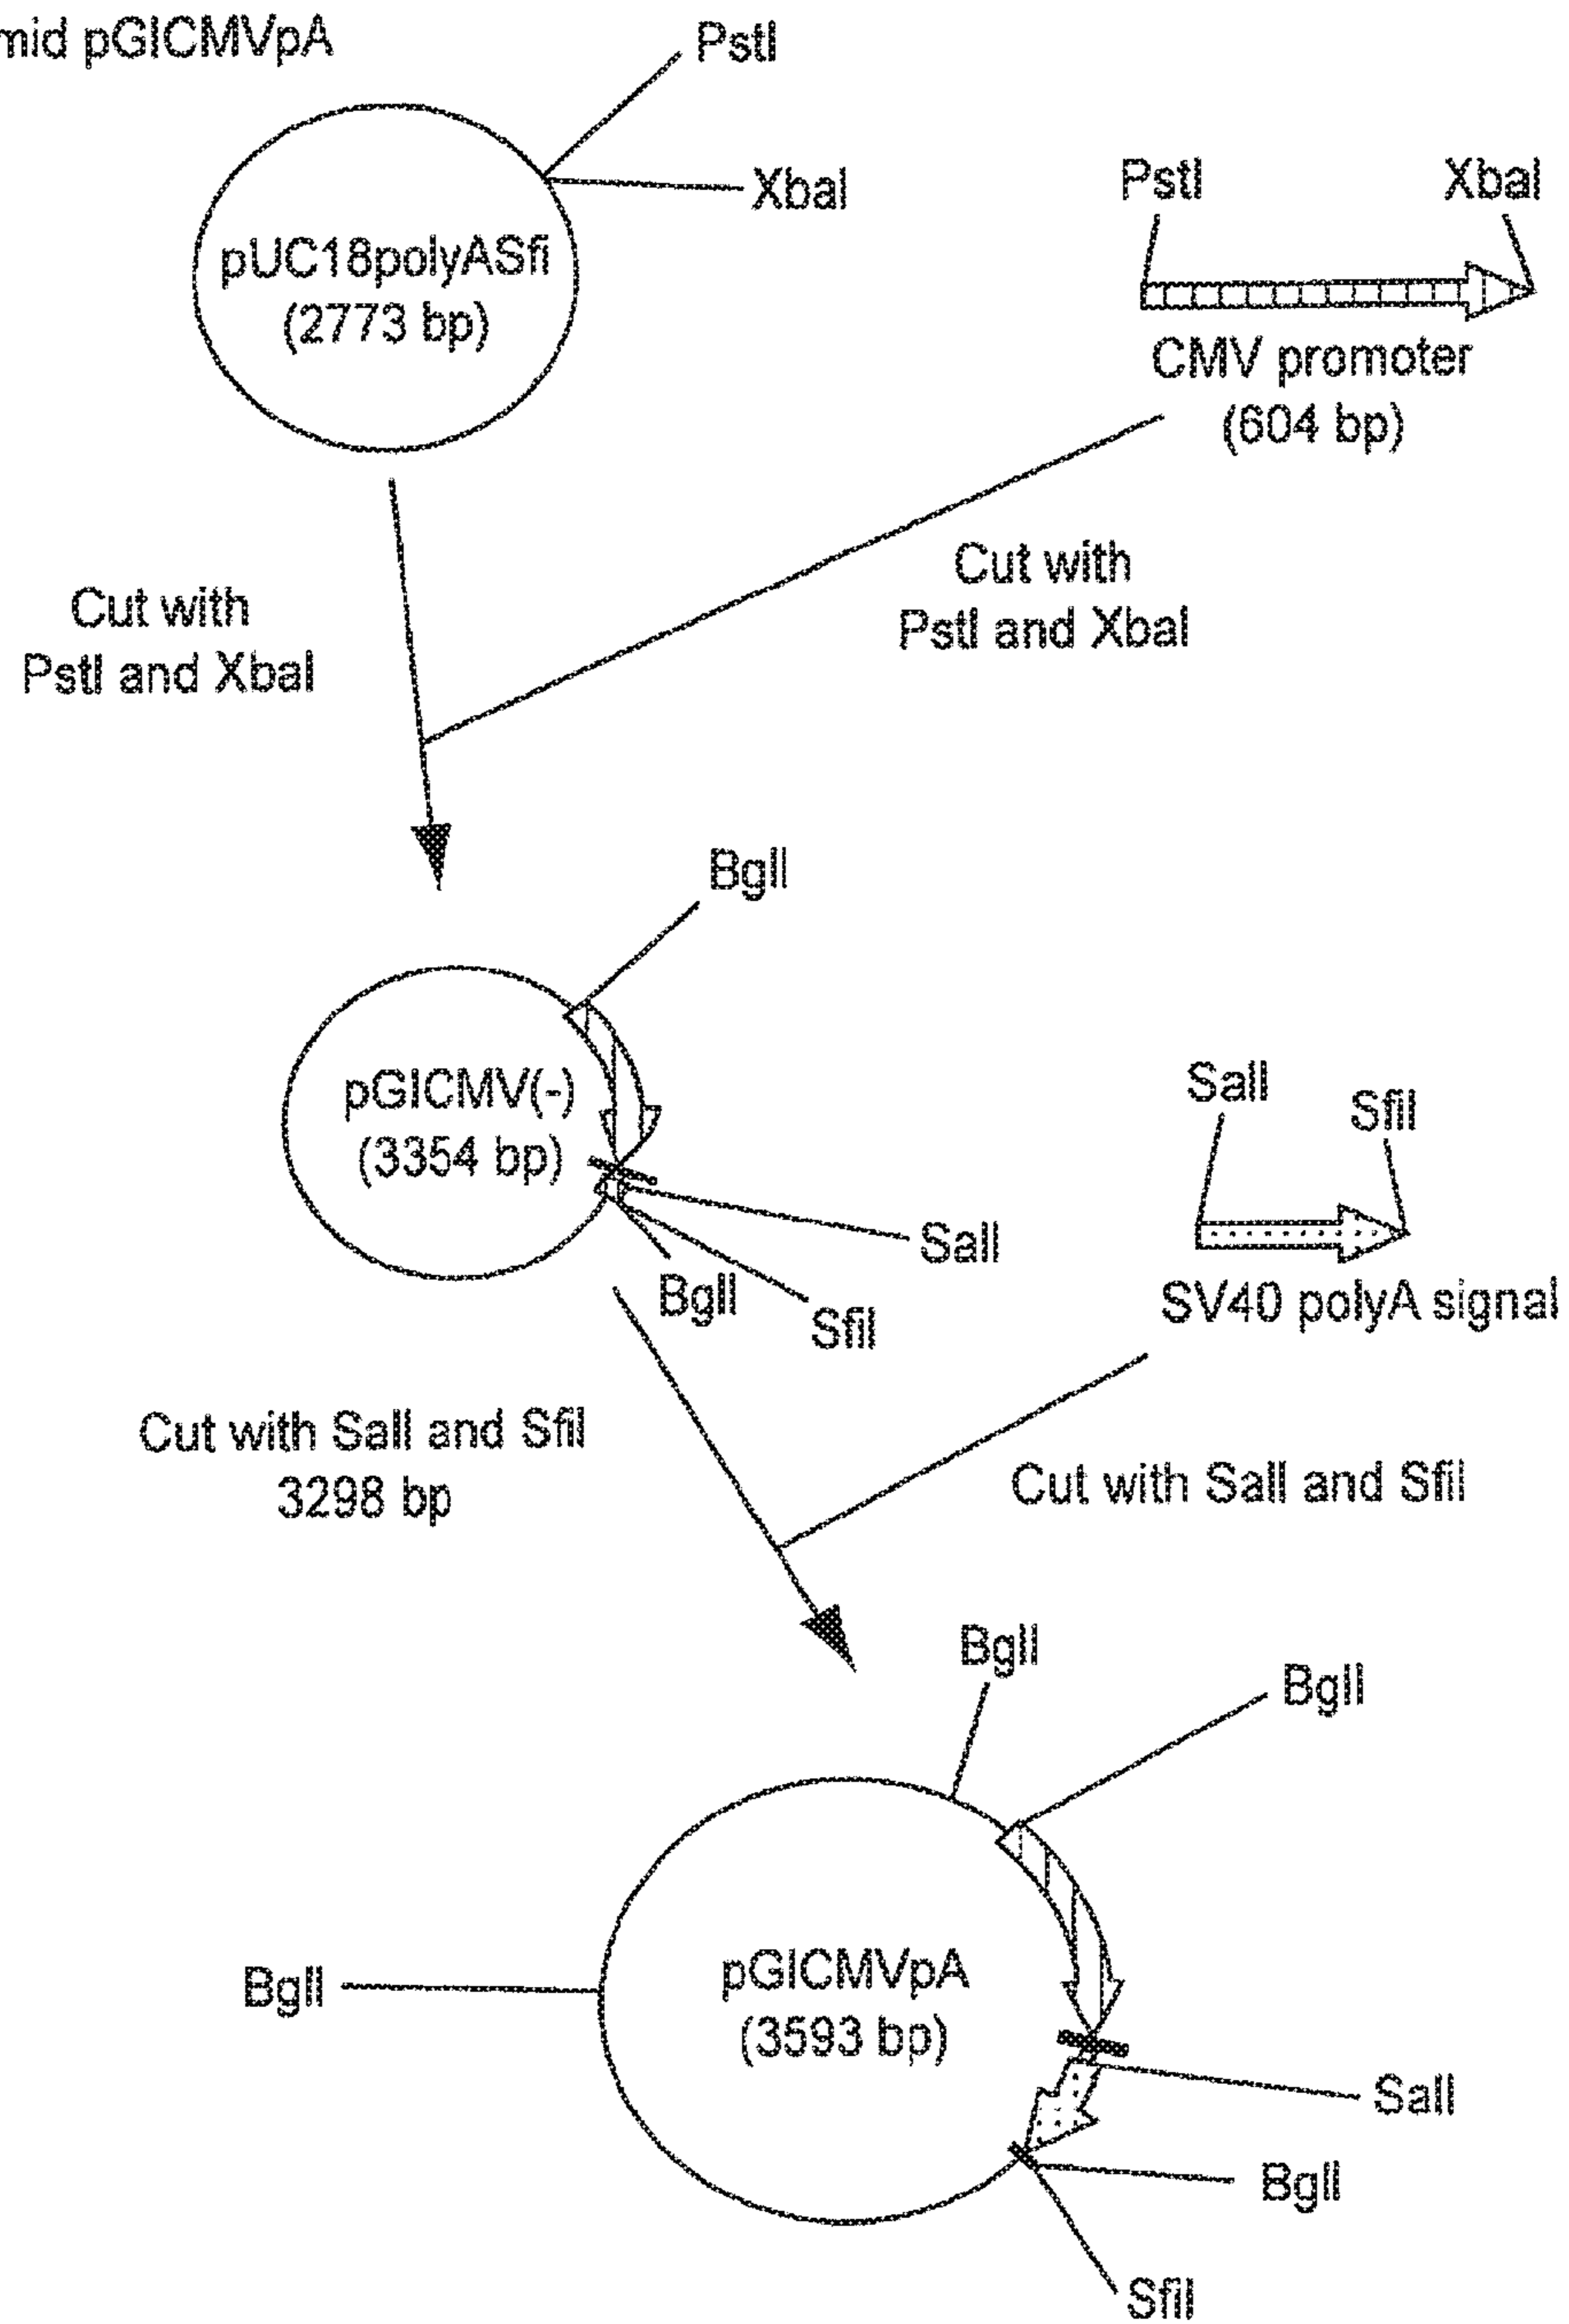 mid pGICMVpA
PstI
XbaI
pUC18polyASfi
(2773 bp)
PstI
XbaI
CMV promoter
(604 bp)
Cut with
PstI and XbaI
Cut with
PstI and XbaI
BglI
pGICMV(-)
(3354 bp)
SalI
BglI
SfiI
SalI
SfiI
SV40 polyA signal
Cut with SalI and SfiI
3298 bp
Cut with SalI and SfiI
BglI
BglI
BglI
pGICMVpA
(3593 bp)
SalI
BglI
SfiI